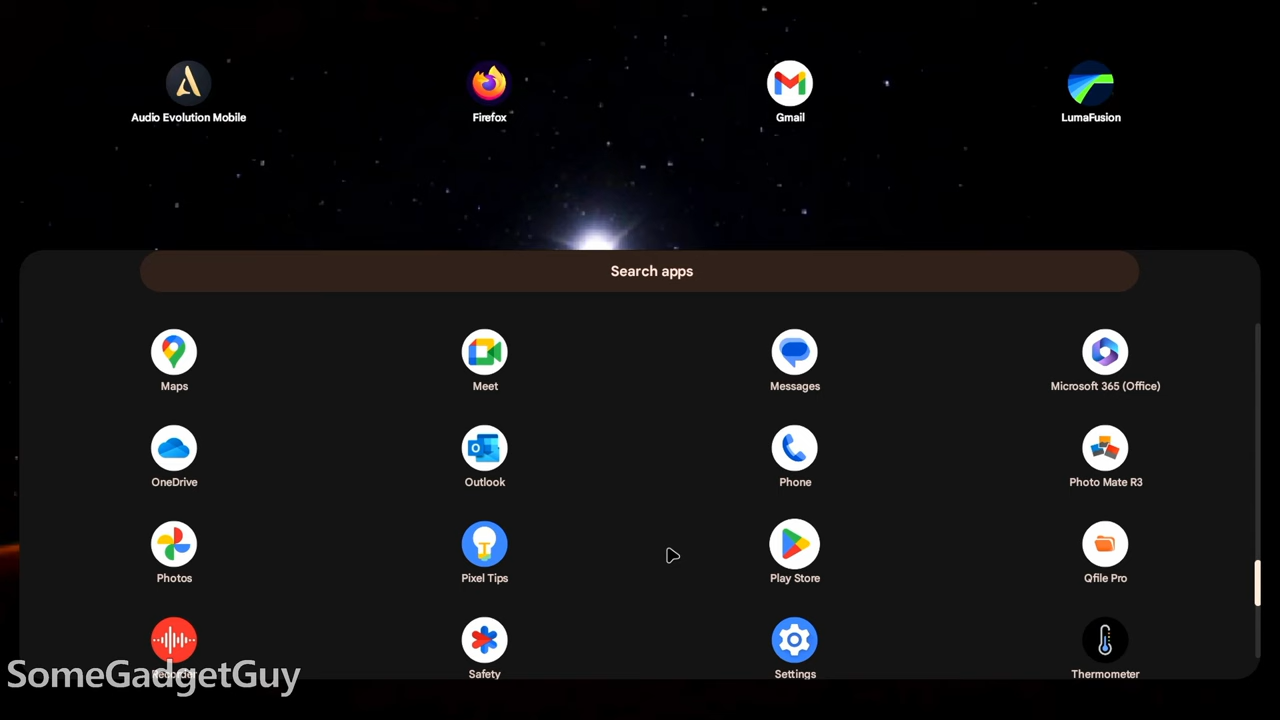 Audio Evolution Mobile
Firefox
Gmail
LumaFusion
Search apps
Maps
Meet
Messages
Microsoft 365 (Office)
OneDrive
Outlook
Phone
Photo Mate R3
Photos
Pixel Tips
Play Store
Qfile Pro
Recorder
Safety
Settings
Thermometer
SomeGadgetGuy